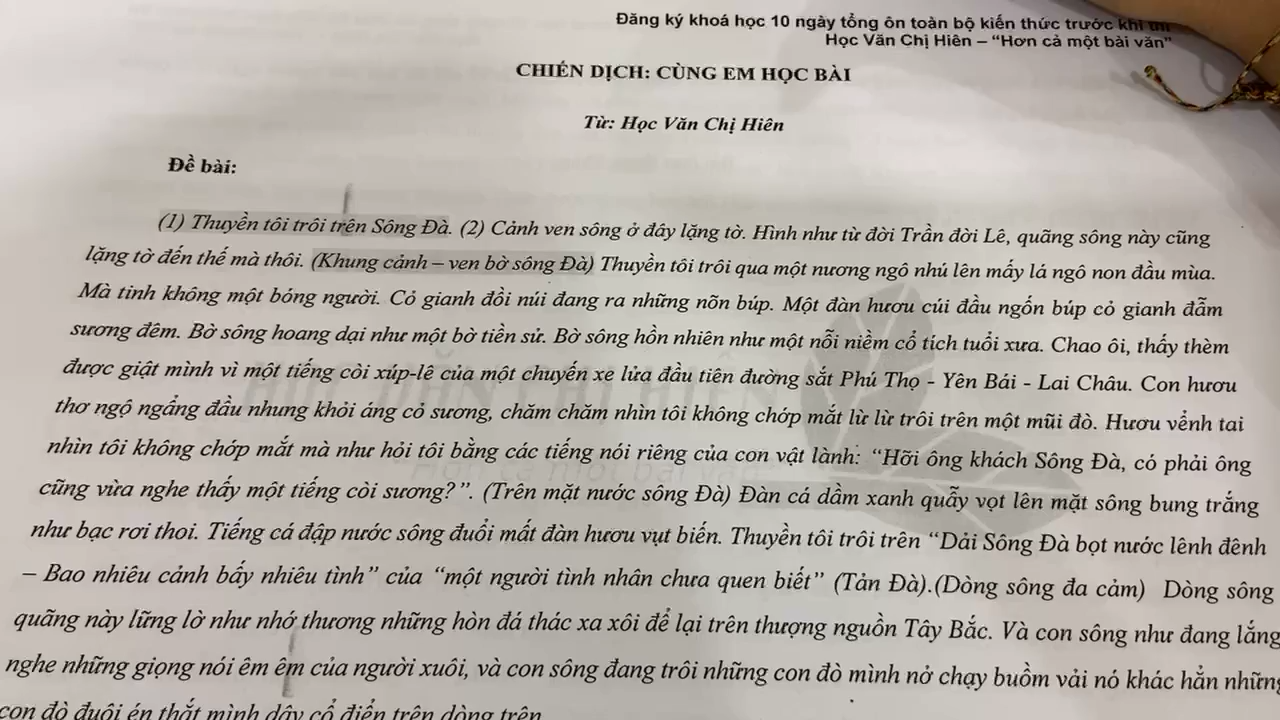 Đăng ký khoá học 10 ngày tổng ôn toàn bộ kiến thức trước khi thi
Học Văn Chị Hiên – “Hơn cả một bài văn”
CHIẾN DỊCH: CÙNG EM HỌC BÀI
Từ: Học Văn Chị Hiên
Đề bài:
(1) Thuyền tôi trôi trên Sông Đà. (2) Cảnh ven sông ở đây lặng tờ. Hình như từ đời Trần đời Lê, quãng sông này cũng
lặng tờ đến thế mà thôi. (Khung cảnh – ven bờ sông Đà) Thuyền tôi trôi qua một nương ngô nhú lên mấy lá ngô non đầu mùa.
Mà tịnh không một bóng người. Cỏ gianh đồi núi đang ra những nõn búp. Một đàn hươu cúi đầu ngốn búp cỏ gianh đẫm
sương đêm. Bờ sông hoang dại như một bờ tiền sử. Bờ sông hồn nhiên như một nỗi niềm cổ tích tuổi xưa. Chao ôi, thấy thèm
được giật mình vì một tiếng còi xúp-lê của một chuyến xe lửa đầu tiên đường sắt Phú Thọ - Yên Bái - Lai Châu. Con hươu
thơ ngộ ngẩng đầu nhung khỏi áng cỏ sương, chăm chăm nhìn tôi không chớp mắt lừ lừ trôi trên một mũi đò. Hươu vểnh tai
nhìn tôi không chớp mắt mà như hỏi tôi bằng các tiếng nói riêng của con vật lành: “Hỡi ông khách Sông Đà, có phải ông
cũng vừa nghe thấy một tiếng còi sương?”. (Trên mặt nước sông Đà) Đàn cá dầm xanh quẫy vọt lên mặt sông bung trắng
như bạc rơi thoi. Tiếng cá đập nước sông đuổi mất đàn hươu vụt biến. Thuyền tôi trôi trên “Dải Sông Đà bọt nước lênh đênh
– Bao nhiêu cảnh bấy nhiêu tình” của “một người tình nhân chưa quen biết” (Tản Đà).(Dòng sông đa cảm) Dòng sông
quãng này lững lờ như nhớ thương những hòn đá thác xa xôi để lại trên thượng nguồn Tây Bắc. Và con sông như đang lắng
nghe những giọng nói êm êm của người xuôi, và con sông đang trôi những con đò mình nở chạy buồm vải nó khác hẳn những
con đò đuôi én thắt mình dây cổ điển trên dòng trên